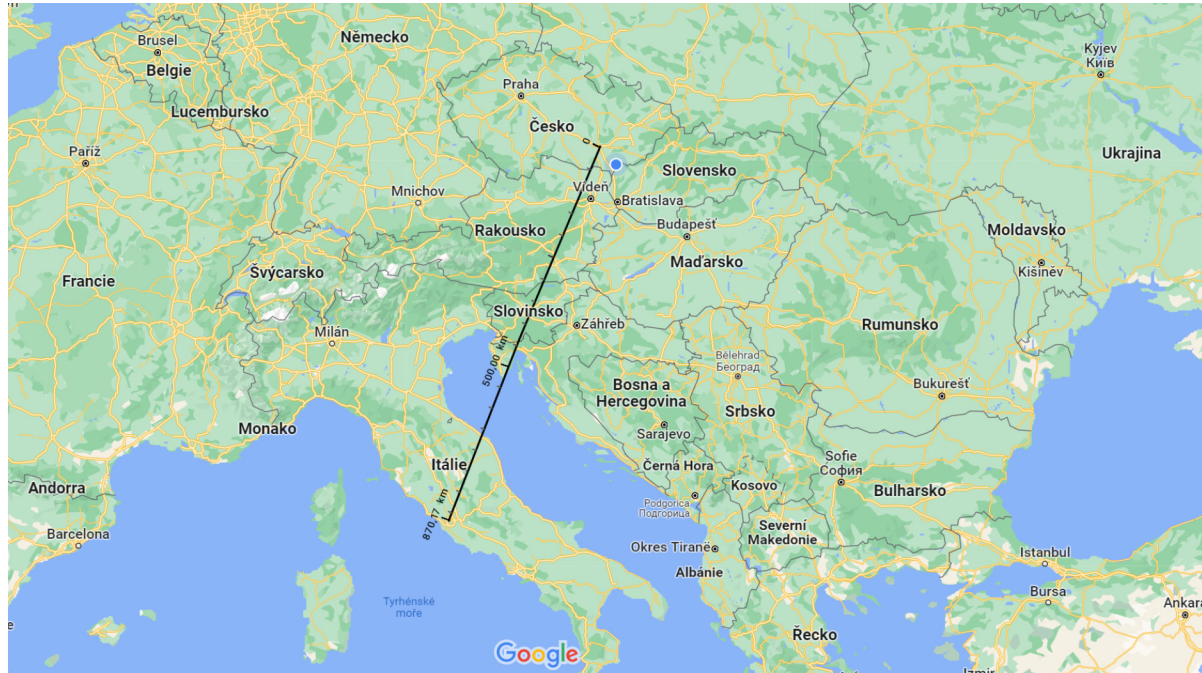 Brusel
Belgie
Německo
Kyjev
Київ
Praha
Lucembursko
Česko
0
Paříž
Ukrajina
Slovensko
Mnichov
Vídeň
Bratislava
Rakousko
Budapešť
Moldavsko
Maďarsko
Kišiněv
Švýcarsko
Francie
Slovinsko
Záhřeb
Rumunsko
Milán
500,00 km
Bělehrad
Београд
Bosna a
Hercegovina
Bukurešť
Srbsko
Monako
Sarajevo
Itálie
Sofie
София
Černá Hora
Kosovo
Bulharsko
Andorra
Podgorica
Подгорица
870,17 km
Barcelona
Severní
Makedonie
Okres Tiranë
Istanbul
Albánie
Bursa
Ankara
Tyrhénské
moře
Řecko
Google
Izmir